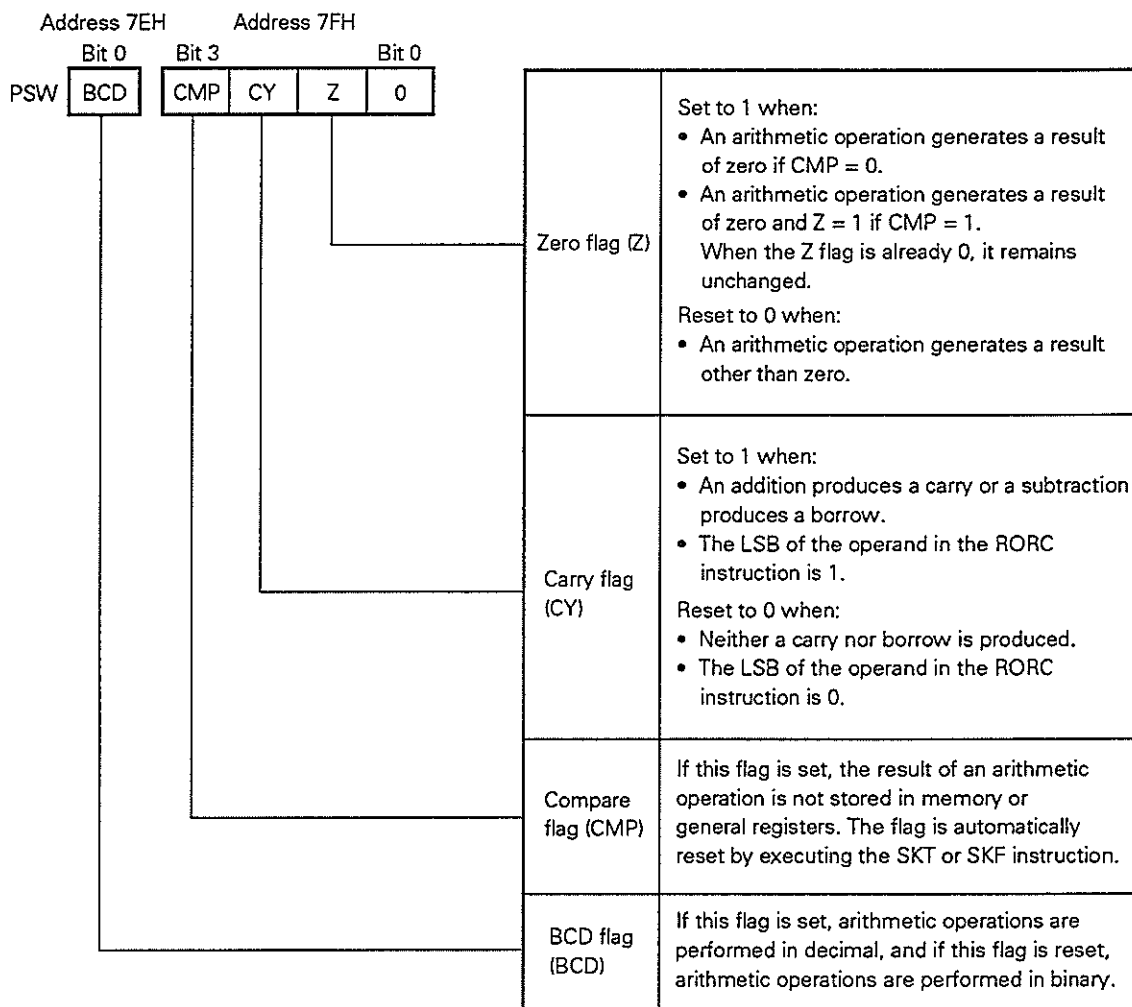 Address 7EH Address 7FH
Bit 0 Bit 3 Bit 0
PSW BCD CMP CY Z 0
Zero flag (Z)
Set to 1 when:
• An arithmetic operation generates a result
of zero if CMP = 0.
• An arithmetic operation generates a result
of zero and Z = 1 if CMP = 1.
When the Z flag is already 0, it remains
unchanged.
Reset to 0 when:
• An arithmetic operation generates a result
other than zero.
Carry flag
(CY)
Set to 1 when:
• An addition produces a carry or a subtraction
produces a borrow.
• The LSB of the operand in the RORC
instruction is 1.
Reset to 0 when:
• Neither a carry nor borrow is produced.
• The LSB of the operand in the RORC
instruction is 0.
Compare
flag (CMP)
If this flag is set, the result of an arithmetic
operation is not stored in memory or
general registers. The flag is automatically
reset by executing the SKT or SKF instruction.
BCD flag
(BCD)
If this flag is set, arithmetic operations are
performed in decimal, and if this flag is reset,
arithmetic operations are performed in binary.